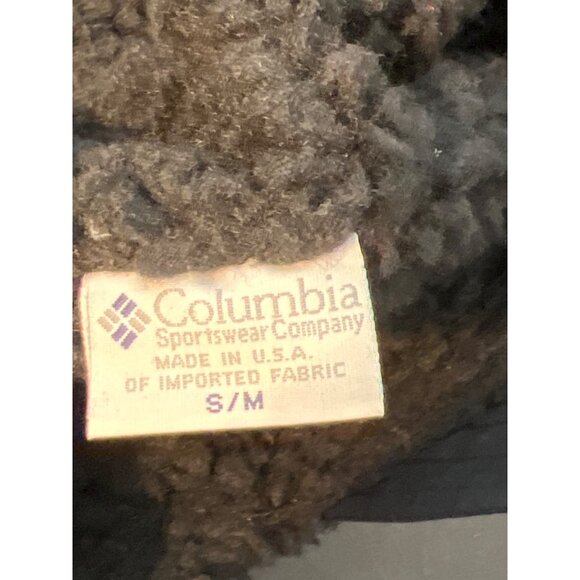 Columbia
Sportswear Company
MADE IN U.S.A.
OF IMPORTED FABRIC
S/M